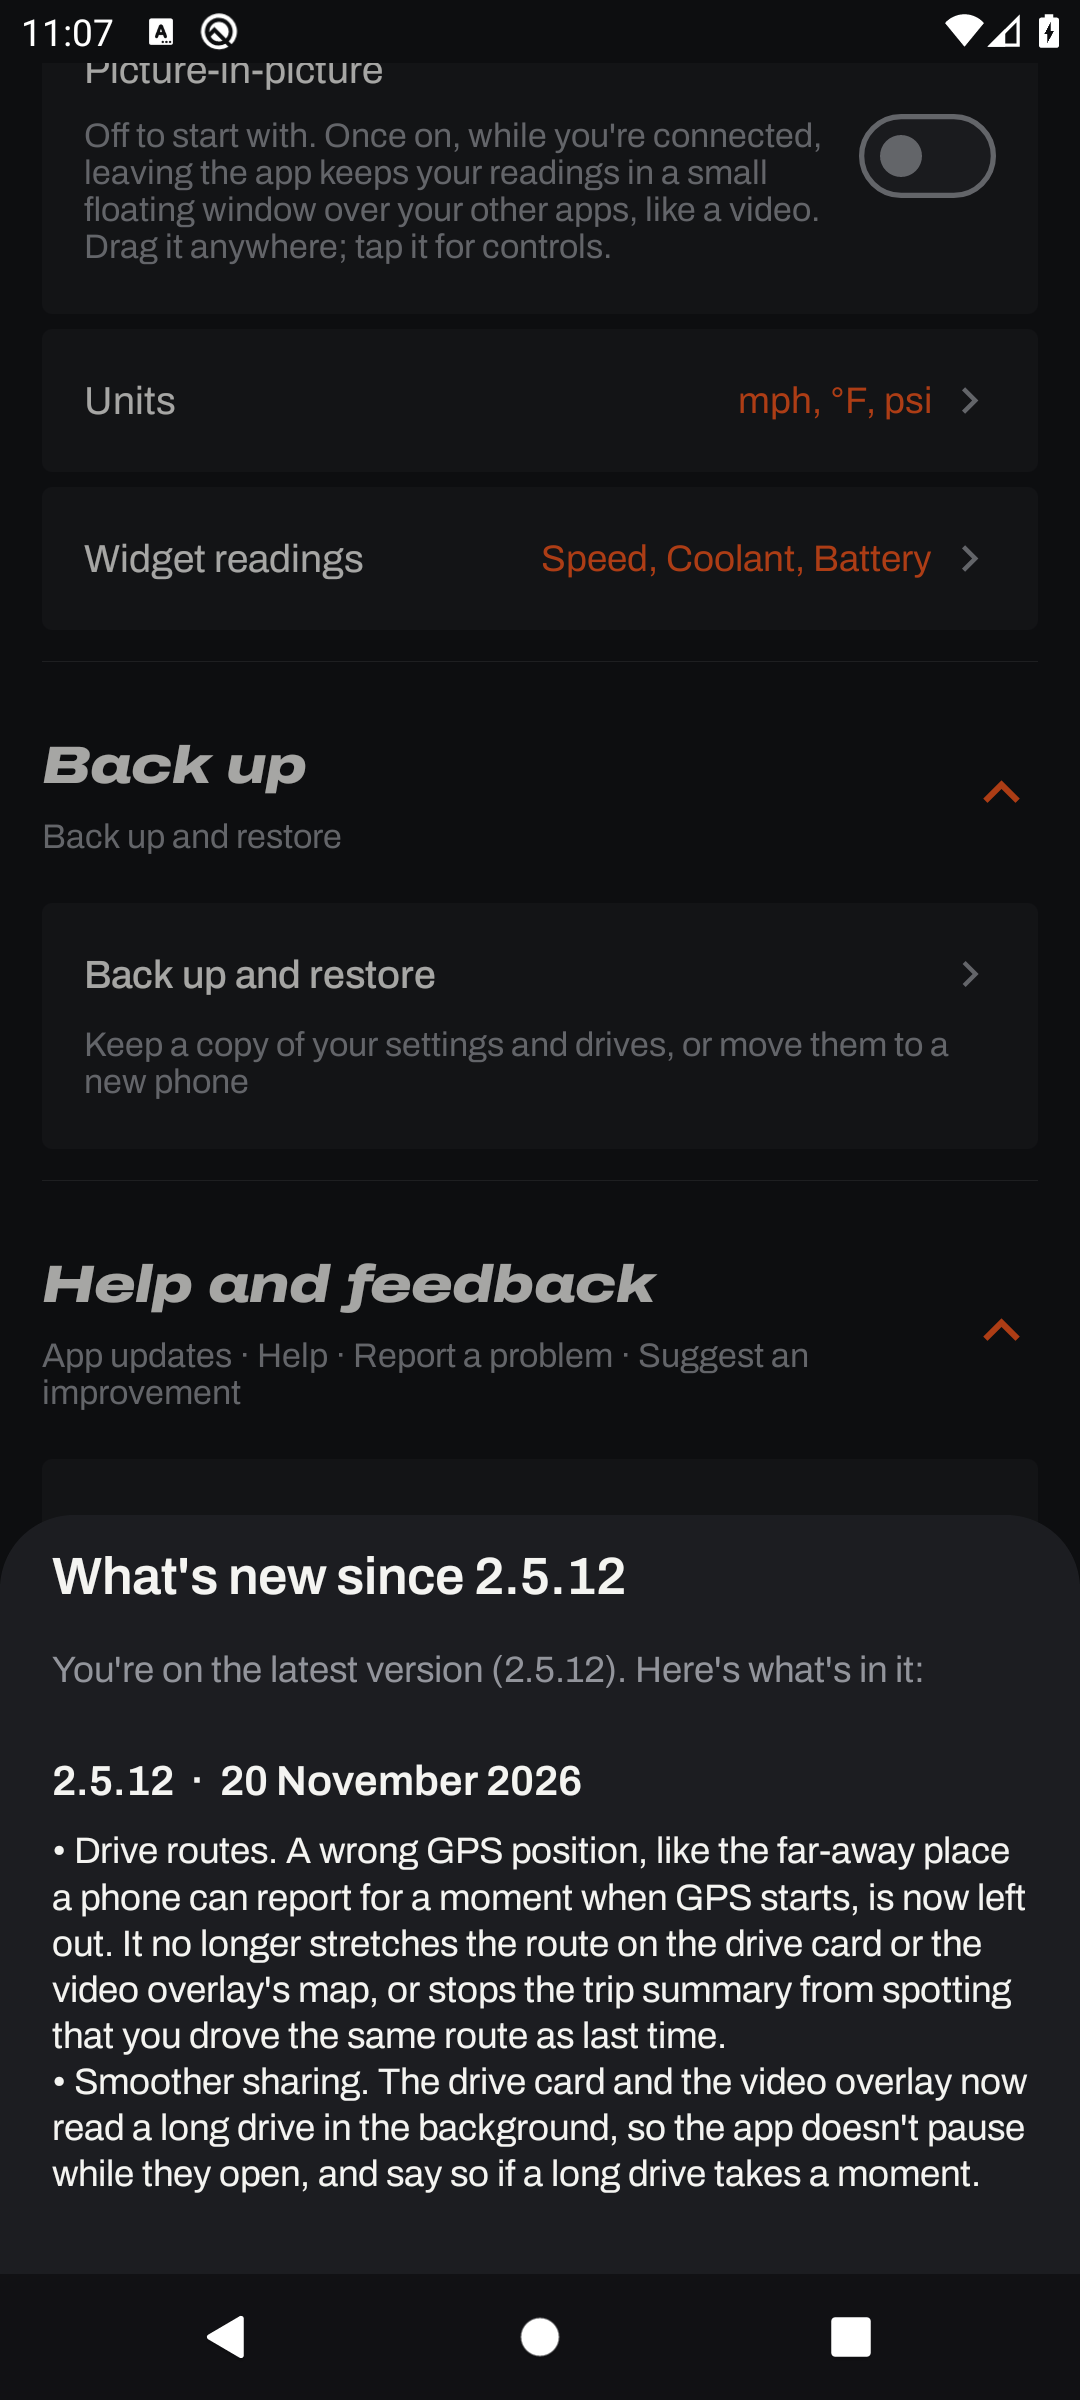 11:07
Picture-in-picture
Off to start with. Once on, while you're connected,
leaving the app keeps your readings in a small
floating window over your other apps, like a video.
Drag it anywhere; tap it for controls.
Units
mph, °F, psi
Widget readings
Speed, Coolant, Battery
Back up
Back up and restore
Back up and restore
Keep a copy of your settings and drives, or move them to a
new phone
Help and feedback
App updates · Help · Report a problem · Suggest an
improvement
What's new since 2.5.12
You're on the latest version (2.5.12). Here's what's in it:
2.5.12 · 20 November 2026
• Drive routes. A wrong GPS position, like the far-away place
a phone can report for a moment when GPS starts, is now left
out. It no longer stretches the route on the drive card or the
video overlay's map, or stops the trip summary from spotting
that you drove the same route as last time.
• Smoother sharing. The drive card and the video overlay now
read a long drive in the background, so the app doesn't pause
while they open, and say so if a long drive takes a moment.